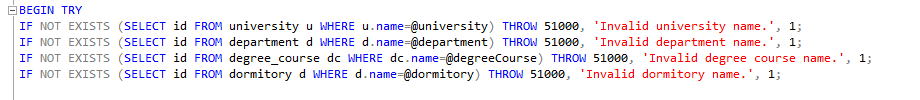 BEGIN TRY
IF NOT EXISTS (SELECT id FROM university u WHERE u.name=@university) THROW 51000, 'Invalid university name.', 1;
IF NOT EXISTS (SELECT id FROM department d WHERE d.name=@department) THROW 51000, 'Invalid department name.', 1;
IF NOT EXISTS (SELECT id FROM degree_course dc WHERE dc.name=@degreeCourse) THROW 51000, 'Invalid degree course name.', 1;
IF NOT EXISTS (SELECT id FROM dormitory d WHERE d.name=@dormitory) THROW 51000, 'Invalid dormitory name.', 1;